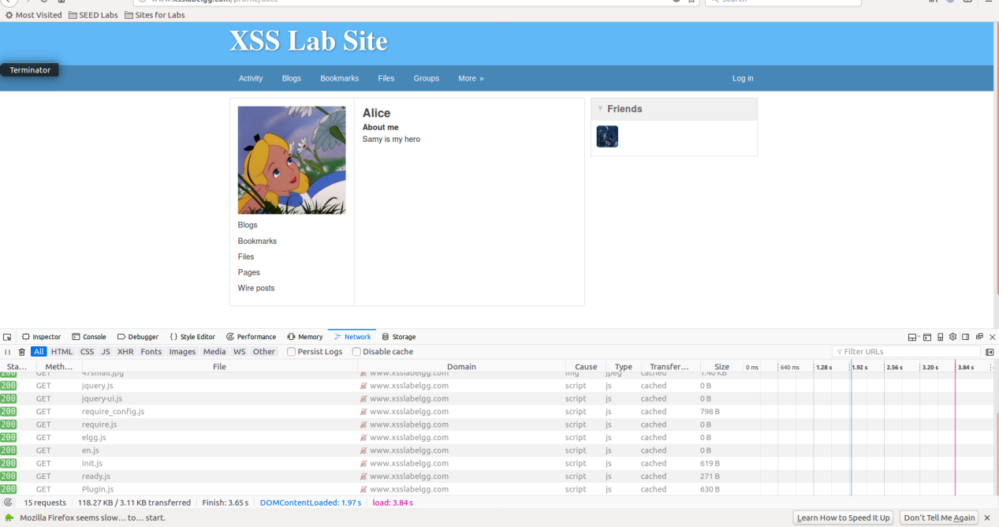 www.xsslabelgg.com/profile/alice
Search
Most Visited SEED Labs Sites for Labs
XSS Lab Site
Terminator
Activity Blogs Bookmarks Files Groups More » Log in
Alice
About me
Samy is my hero
Friends
Blogs
Bookmarks
Files
Pages
Wire posts
Inspector Console Debugger { } Style Editor Performance Memory Network Storage
All HTML CSS JS XHR Fonts Images Media WS Other Persist Logs Disable cache Filter URLs
Sta... Meth... File Domain Cause Type Transfer... Size 0 ms 640 ms 1.28 s 1.92 s 2.56 s 3.20 s 3.84 s
200 GET 47small.jpg www.xsslabelgg.com img jpeg cached 1.40 KB
200 GET jquery.js www.xsslabelgg.com script js cached 0 B
200 GET jquery-ui.js www.xsslabelgg.com script js cached 0 B
200 GET require_config.js www.xsslabelgg.com script js cached 798 B
200 GET require.js www.xsslabelgg.com script js cached 0 B
200 GET elgg.js www.xsslabelgg.com script js cached 0 B
200 GET en.js www.xsslabelgg.com script js cached 0 B
200 GET init.js www.xsslabelgg.com script js cached 619 B
200 GET ready.js www.xsslabelgg.com script js cached 271 B
200 GET Plugin.js www.xsslabelgg.com script js cached 630 B
15 requests 118.27 KB / 3.11 KB transferred Finish: 3.65 s DOMContentLoaded: 1.97 s load: 3.84 s
Mozilla Firefox seems slow... to... start. Learn How to Speed It Up Don't Tell Me Again